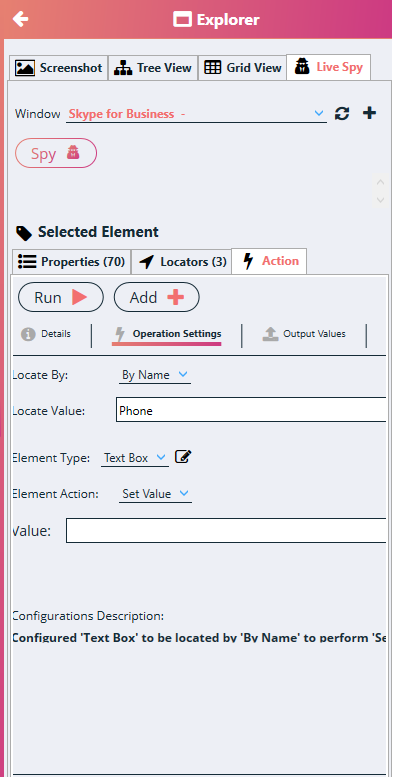 Explorer
Screenshot Tree View Grid View Live Spy
Window Skype for Business -
Spy
Selected Element
Properties (70) Locators (3) Action
Run Add
Details Operation Settings Output Values
Locate By: By Name
Locate Value: Phone
Element Type: Text Box
Element Action: Set Value
Value:
Configurations Description:
Configured 'Text Box' to be located by 'By Name' to perform 'Se